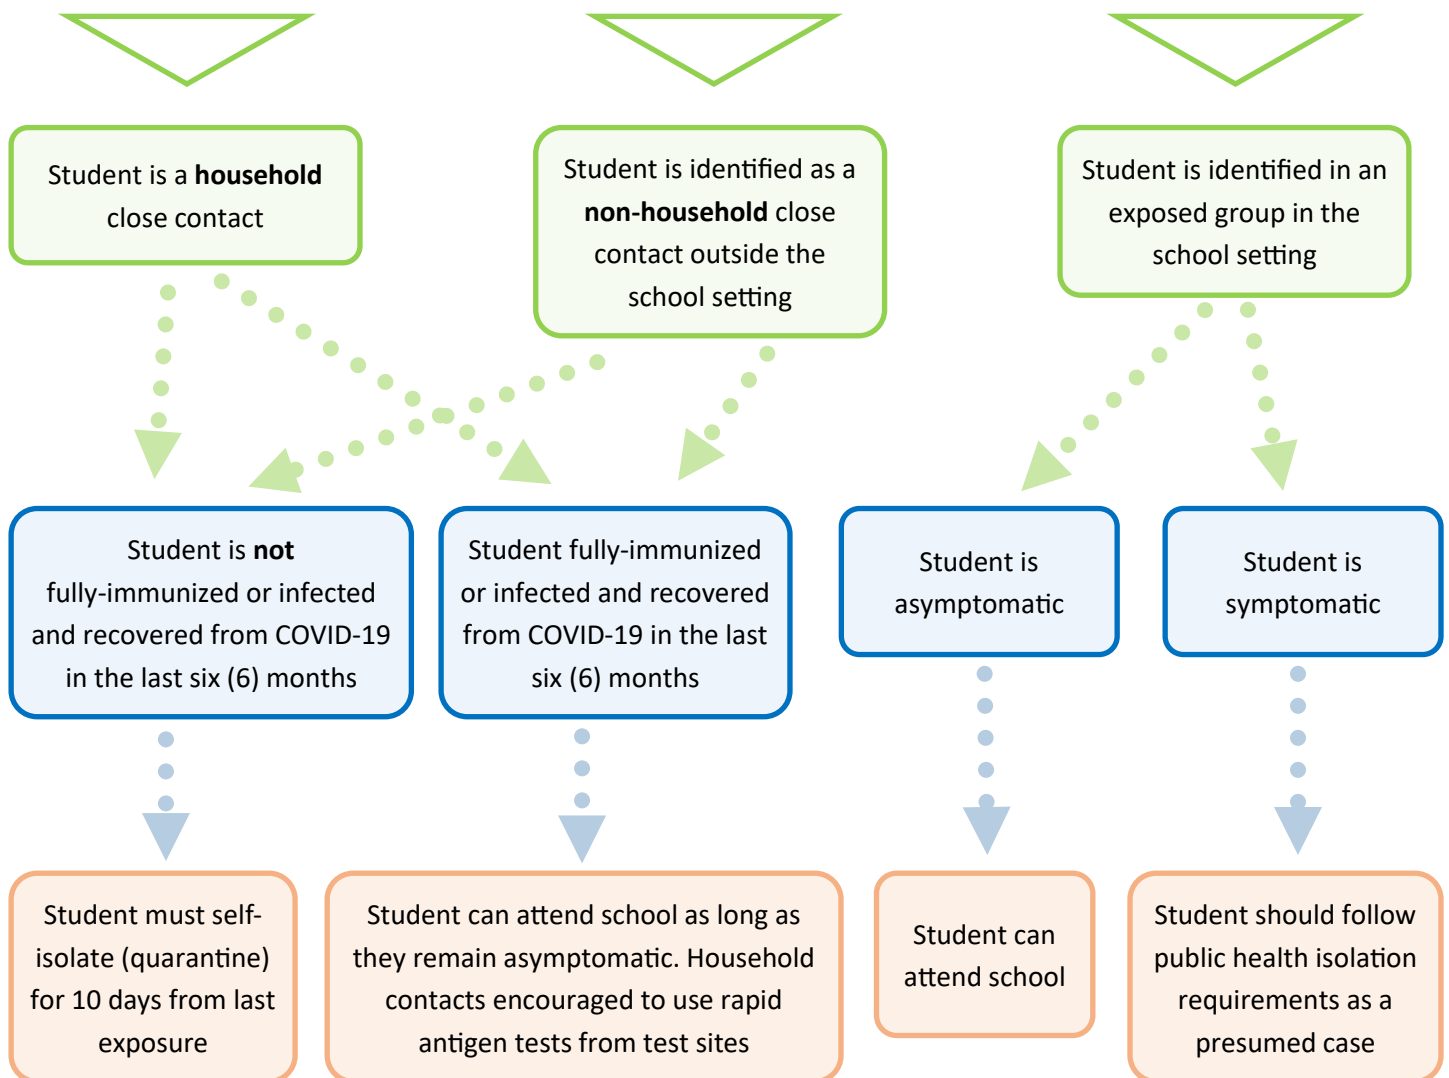 Student is a household
close contact
Student is identified as a
non-household close
contact outside the
school setting
Student is identified in an
exposed group in the
school setting
Student is not
fully-immunized or infected
and recovered from COVID-19
in the last six (6) months
Student fully-immunized
or infected and recovered
from COVID-19 in the last
six (6) months
Student is
asymptomatic
Student is
symptomatic
Student must self-
isolate (quarantine)
for 10 days from last
exposure
Student can attend school as long as
they remain asymptomatic. Household
contacts encouraged to use rapid
antigen tests from test sites
Student can
attend school
Student should follow
public health isolation
requirements as a
presumed case